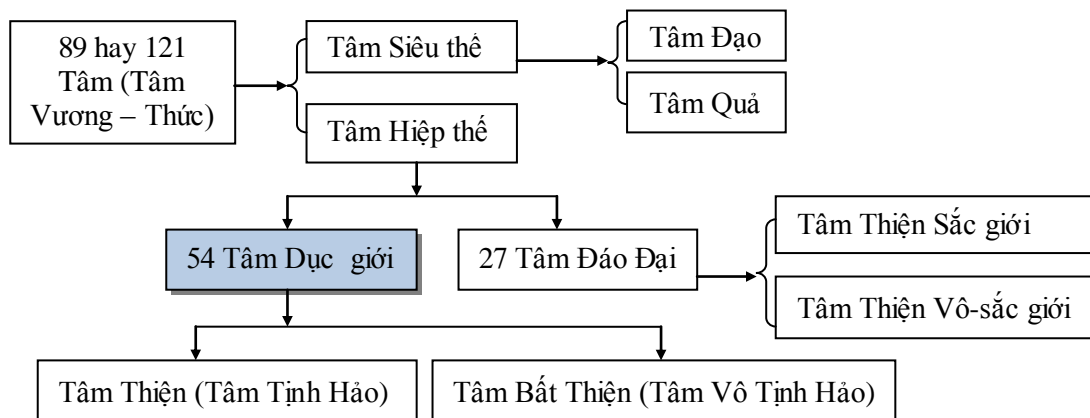 89 hay 121
Tâm (Tâm
Vương – Thức)
Tâm Siêu thế
Tâm Hiệp thế
Tâm Đạo
Tâm Quả
54 Tâm Dục giới
27 Tâm Đáo Đại
Tâm Thiện Sắc giới
Tâm Thiện Vô-sắc giới
Tâm Thiện (Tâm Tịnh Hảo)
Tâm Bất Thiện (Tâm Vô Tịnh Hảo)